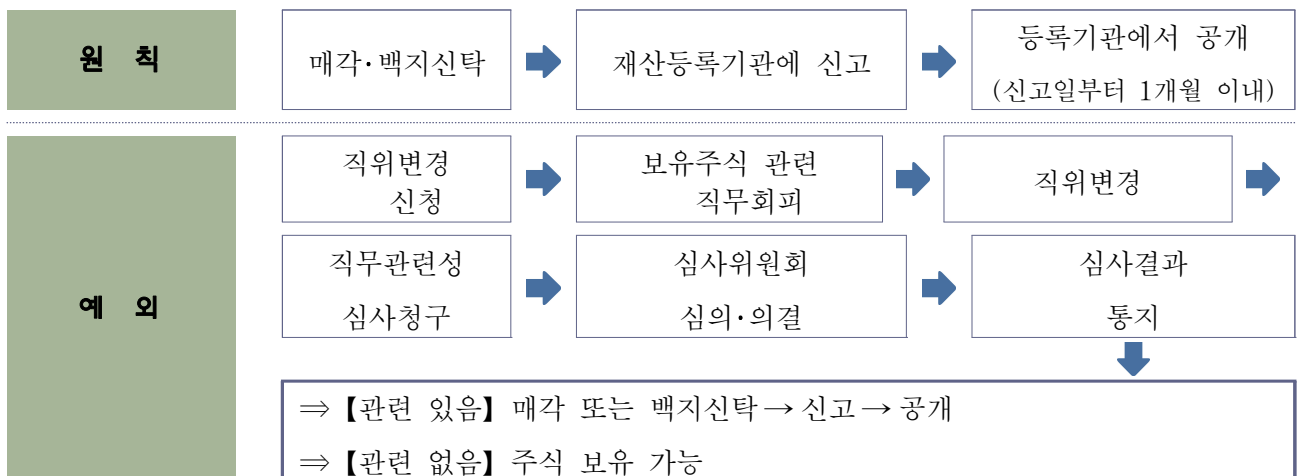 원 칙
매각·백지신탁
재산등록기관에 신고
등록기관에서 공개
(신고일부터 1개월 이내)
예 외
직위변경
신청
보유주식 관련
직무회피
직위변경
직무관련성
심사청구
심사위원회
심의·의결
심사결과
통지
⇒【관련 있음】매각 또는 백지신탁→신고→공개
⇒【관련 없음】주식 보유 가능